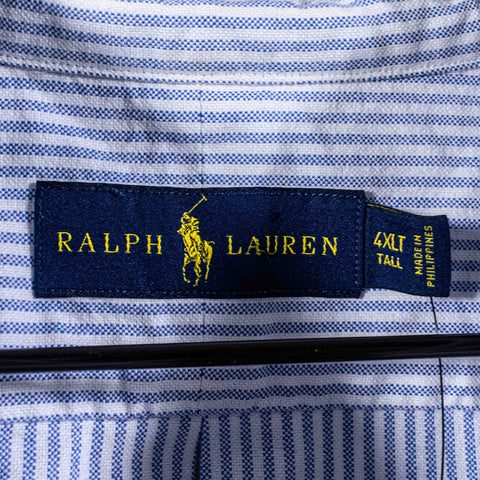 RALPH LAUREN
4XLT
TALL
MADE IN
PHILIPPINES